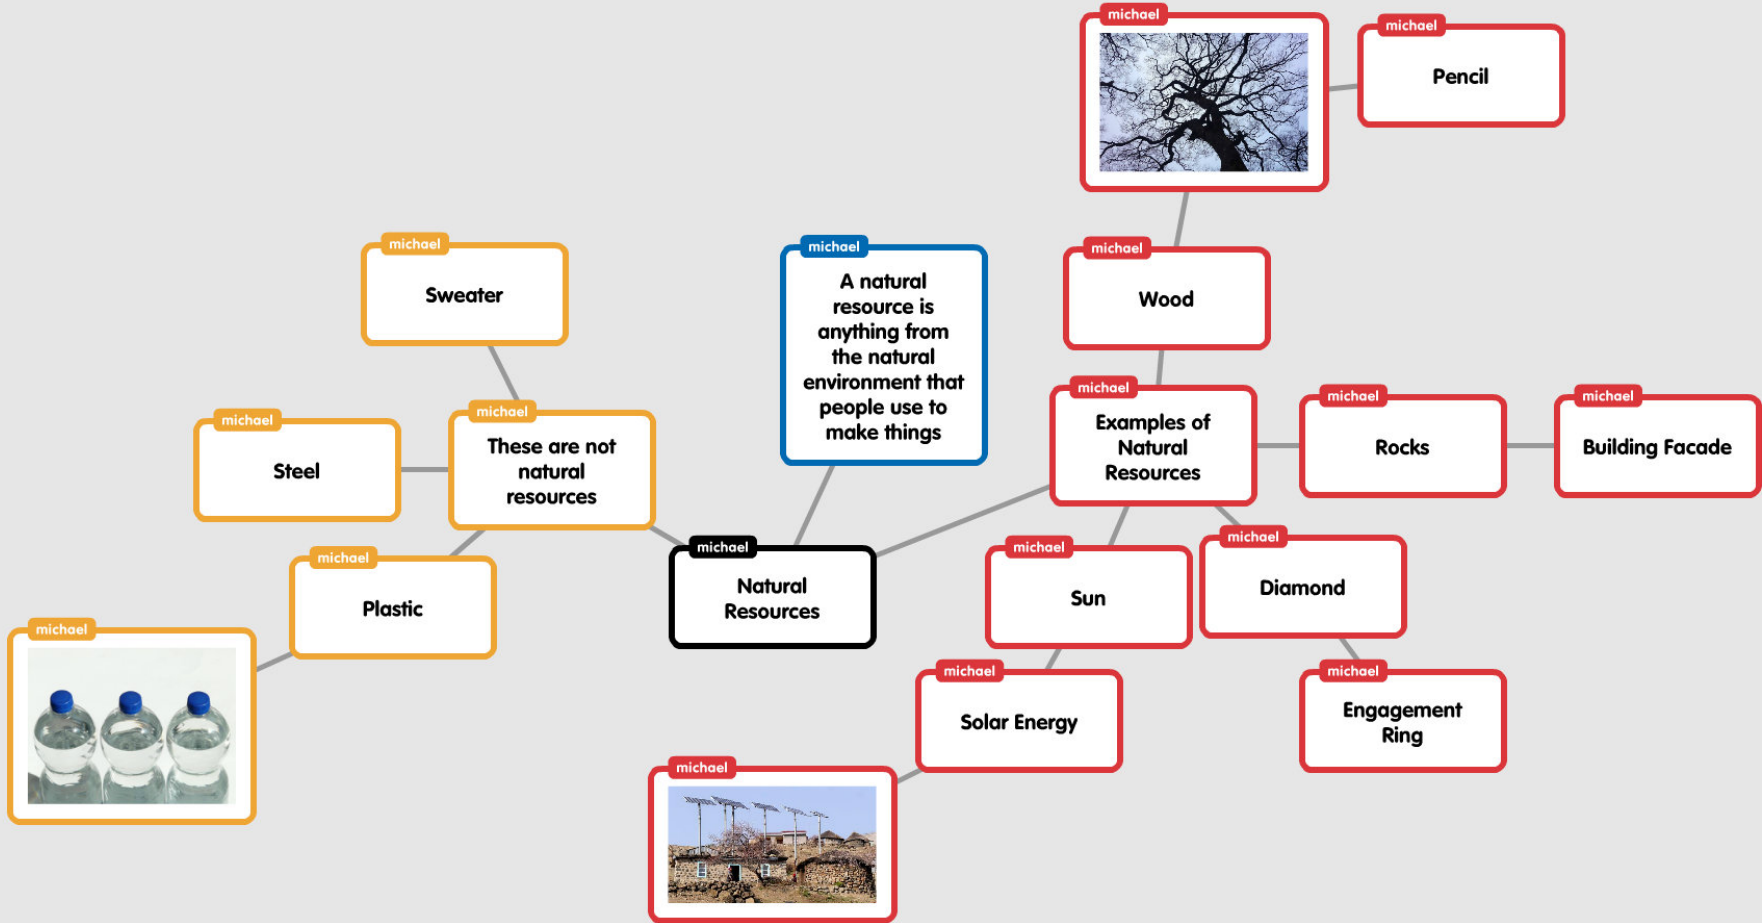 michael
michael
Pencil
michael
Sweater
michael
A natural
resource is
anything from
the natural
environment that
people use to
make things
michael
Wood
michael
Steel
michael
These are not
natural
resources
michael
Examples of
Natural
Resources
michael
Rocks
michael
Building Facade
michael
Plastic
michael
Natural
Resources
michael
Sun
michael
Diamond
michael
michael
Solar Energy
michael
Engagement
Ring
michael